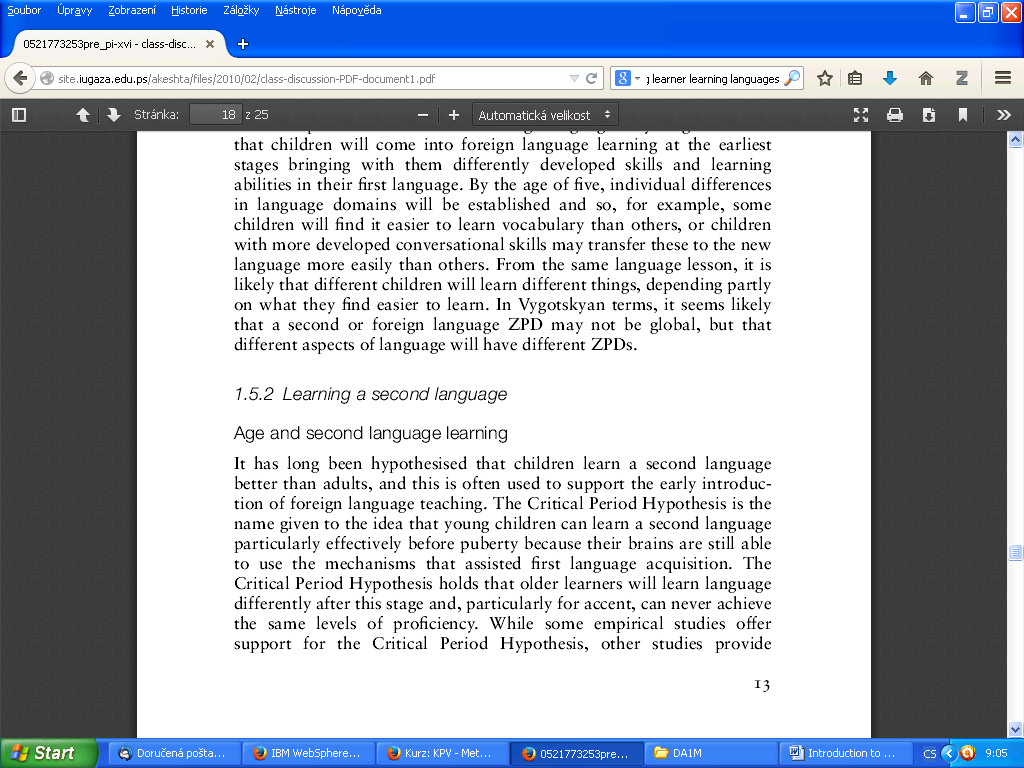 Soubor Úpravy Zobrazení Historie Záložky Nástroje Nápověda
0521773253pre_pi-xvi - class-disc...
site.iugaza.edu.ps/akeshta/files/2010/02/class-discussion-PDF-document1.pdf
learner learning languages
Stránka: 18 z 25
Automatická velikost
that children will come into foreign language learning at the earliest
stages bringing with them differently developed skills and learning
abilities in their first language. By the age of five, individual differences
in language domains will be established and so, for example, some
children will find it easier to learn vocabulary than others, or children
with more developed conversational skills may transfer these to the new
language more easily than others. From the same language lesson, it is
likely that different children will learn different things, depending partly
on what they find easier to learn. In Vygotskyan terms, it seems likely
that a second or foreign language ZPD may not be global, but that
different aspects of language will have different ZPDs.
1.5.2 Learning a second language
Age and second language learning
It has long been hypothesised that children learn a second language
better than adults, and this is often used to support the early introduc-
tion of foreign language teaching. The Critical Period Hypothesis is the
name given to the idea that young children can learn a second language
particularly effectively before puberty because their brains are still able
to use the mechanisms that assisted first language acquisition. The
Critical Period Hypothesis holds that older learners will learn language
differently after this stage and, particularly for accent, can never achieve
the same levels of proficiency. While some empirical studies offer
support for the Critical Period Hypothesis, other studies provide
13
Start Doručená pošta... IBM WebSphere... Kurz: KPV - Met... 0521773253pre... DA1M Introduction to ... CS 9:05